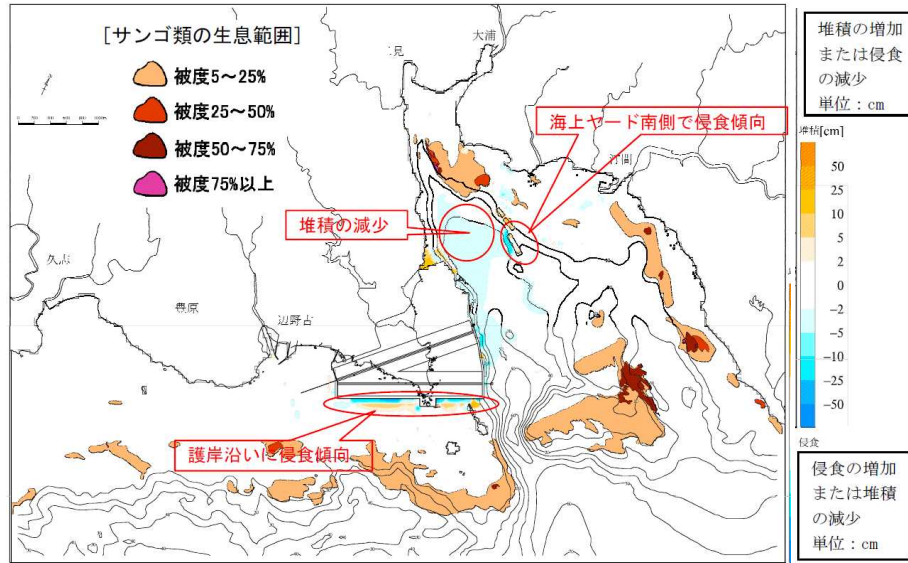 [サンゴ類の生息範囲]
被度5~25%
被度25~50%
被度50~75%
被度75%以上
大浦
二見
汀間
久志
豊原
辺野古
海上ヤード南側で侵食傾向
堆積の減少
護岸沿いに侵食傾向
堆積の増加
または侵食
の減少
単位:cm
堆積[cm]
50
25
10
5
2
0
-2
-5
-10
-25
-50
侵食
侵食の増加
または堆積
の減少
単位:cm